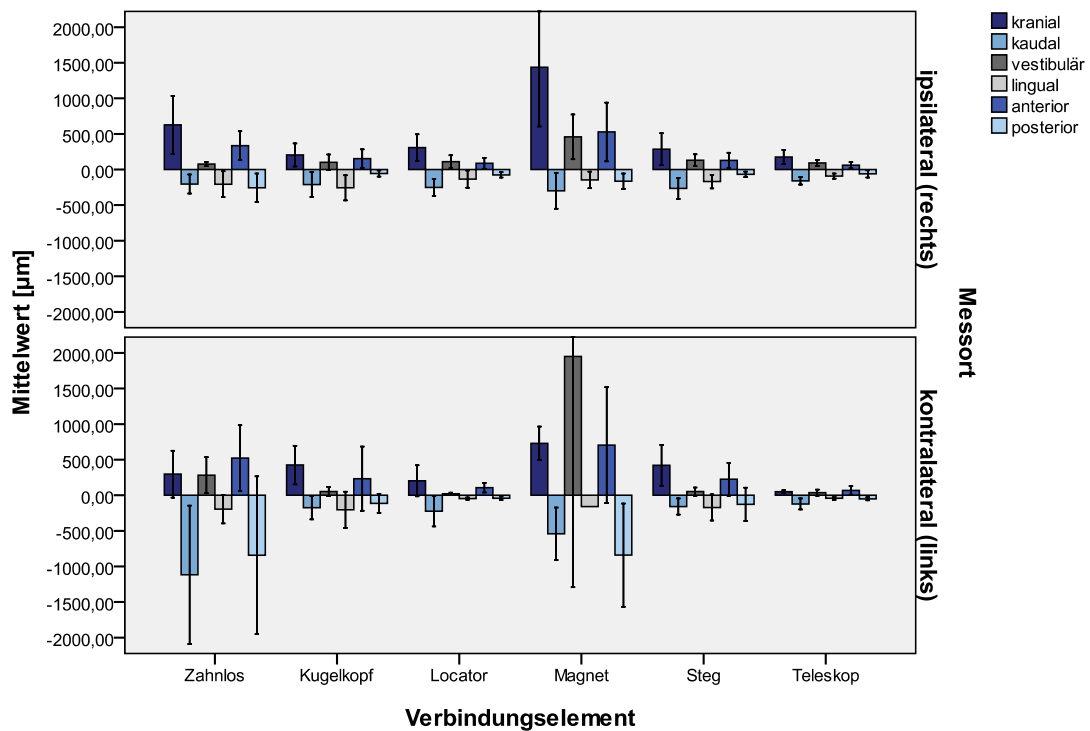 kranial
kaudal
vestibulär
lingual
anterior
posterior
Mittelwert [µm]
2000,00
1500,00
1000,00
500,00
0,00
-500,00
-1000,00
-1500,00
-2000,00
ipsilateral (rechts)
2000,00
1500,00
1000,00
500,00
0,00
-500,00
-1000,00
-1500,00
-2000,00
kontralateral (links)
Messort
Zahnlos Kugelkopf Locator Magnet Steg Teleskop
Verbindungselement